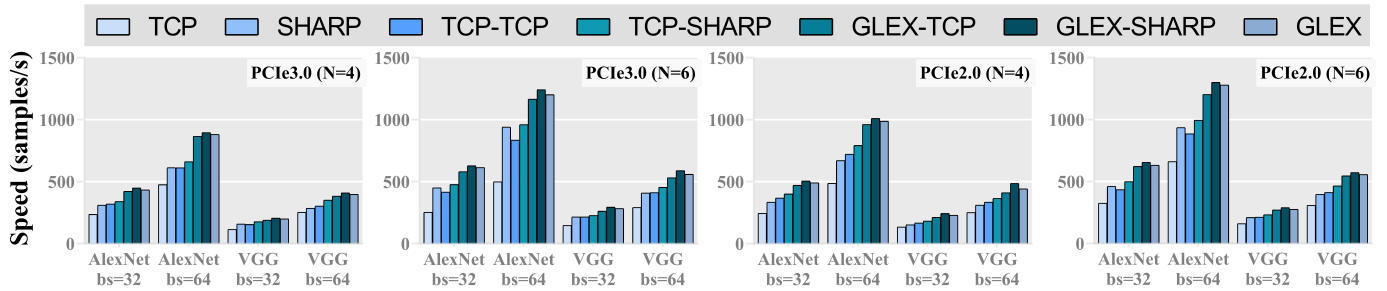 TCP SHARP TCP-TCP TCP-SHARP GLEX-TCP GLEX-SHARP GLEX
Speed (samples/s)
1500
1000
500
0
PCIe3.0 (N=4)
AlexNet bs=32
AlexNet bs=64
VGG bs=32
VGG bs=64
1500
1000
500
0
PCIe3.0 (N=6)
AlexNet bs=32
AlexNet bs=64
VGG bs=32
VGG bs=64
1500
1000
500
0
PCIe2.0 (N=4)
AlexNet bs=32
AlexNet bs=64
VGG bs=32
VGG bs=64
1500
1000
500
0
PCIe2.0 (N=6)
AlexNet bs=32
AlexNet bs=64
VGG bs=32
VGG bs=64